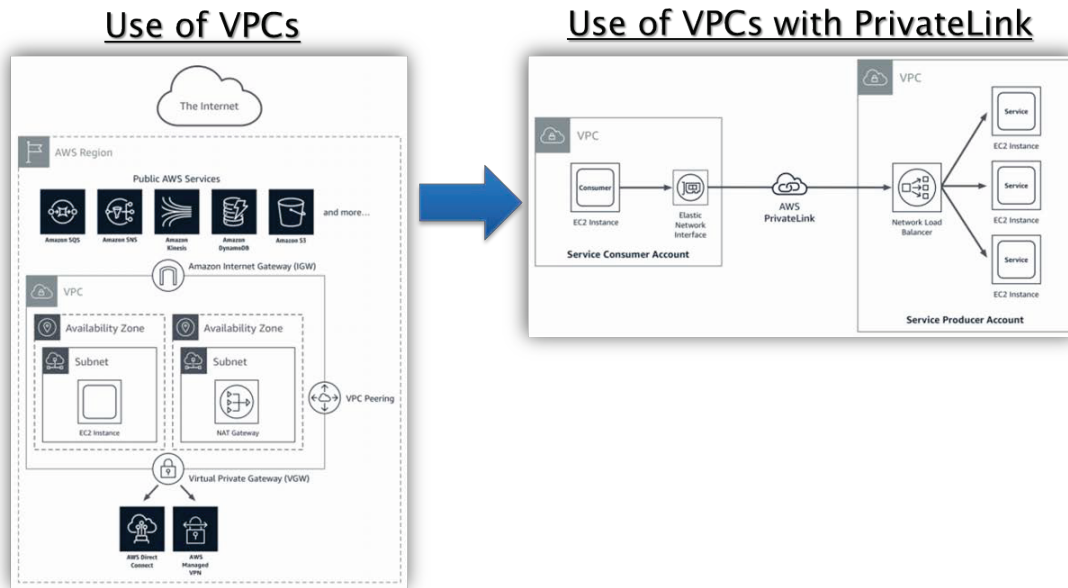 Use of VPCs
The Internet
AWS Region
Public AWS Services
Amazon SQS
Amazon SNS
Amazon
Kinesis
Amazon
DynamoDB
Amazon S3
and more...
Amazon Internet Gateway (IGW)
VPC
Availability Zone
Subnet
EC2 Instance
Availability Zone
Subnet
NAT Gateway
VPC Peering
Virtual Private Gateway (VGW)
AWS Direct
Connect
AWS
Managed
VPN
Use of VPCs with PrivateLink
VPC
Consumer
EC2 Instance
Elastic
Network
Interface
Service Consumer Account
AWS
PrivateLink
VPC
Network Load
Balancer
Service
EC2 Instance
Service
EC2 Instance
Service
EC2 Instance
Service Producer Account